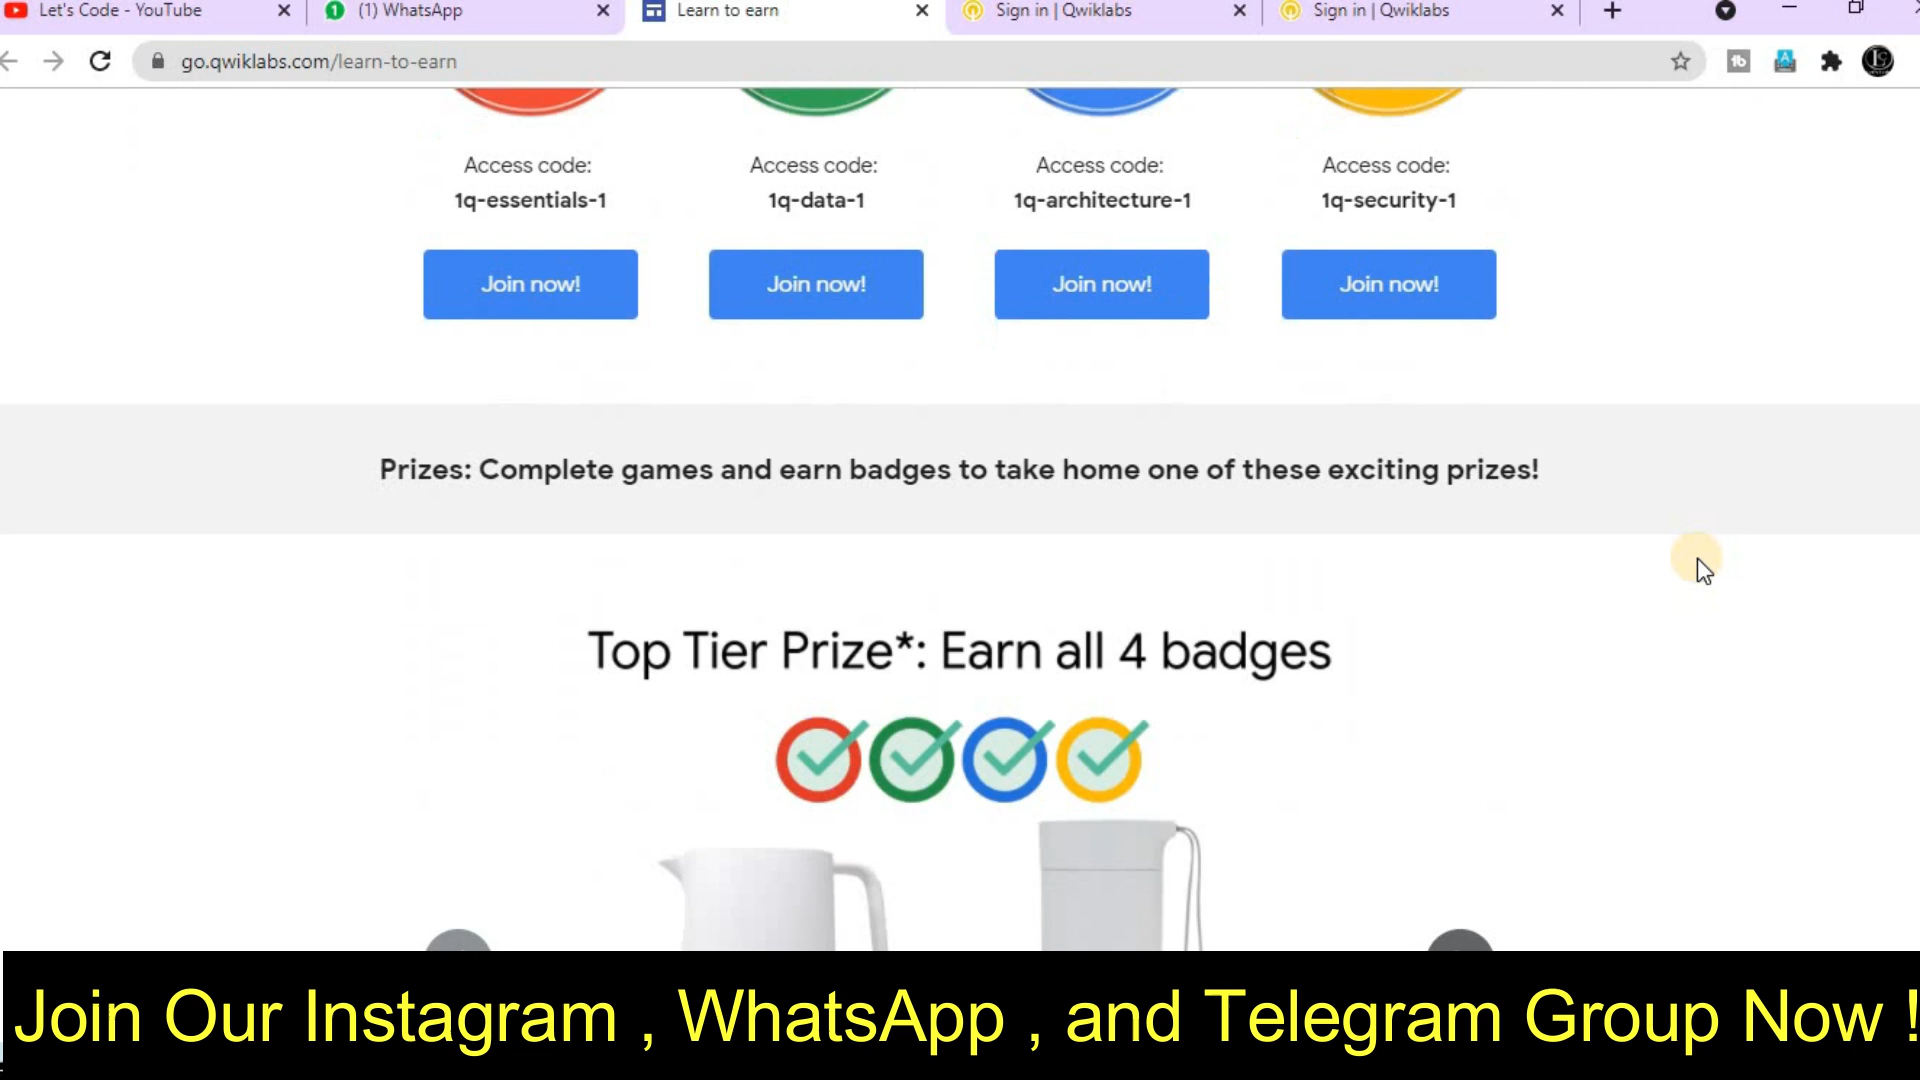 Let's Code - YouTube
1
(1) WhatsApp
Learn to earn
Sign in | Qwiklabs
Sign in | Qwiklabs
go.qwiklabs.com/learn-to-earn
tb
A
Access code:
1q-essentials-1
Access code:
1q-data-1
Access code:
1q-architecture-1
Access code:
1q-security-1
Join now!
Join now!
Join now!
Join now!
Prizes: Complete games and earn badges to take home one of these exciting prizes!
Top Tier Prize*: Earn all 4 badges
Join Our Instagram , WhatsApp , and Telegram Group Now !